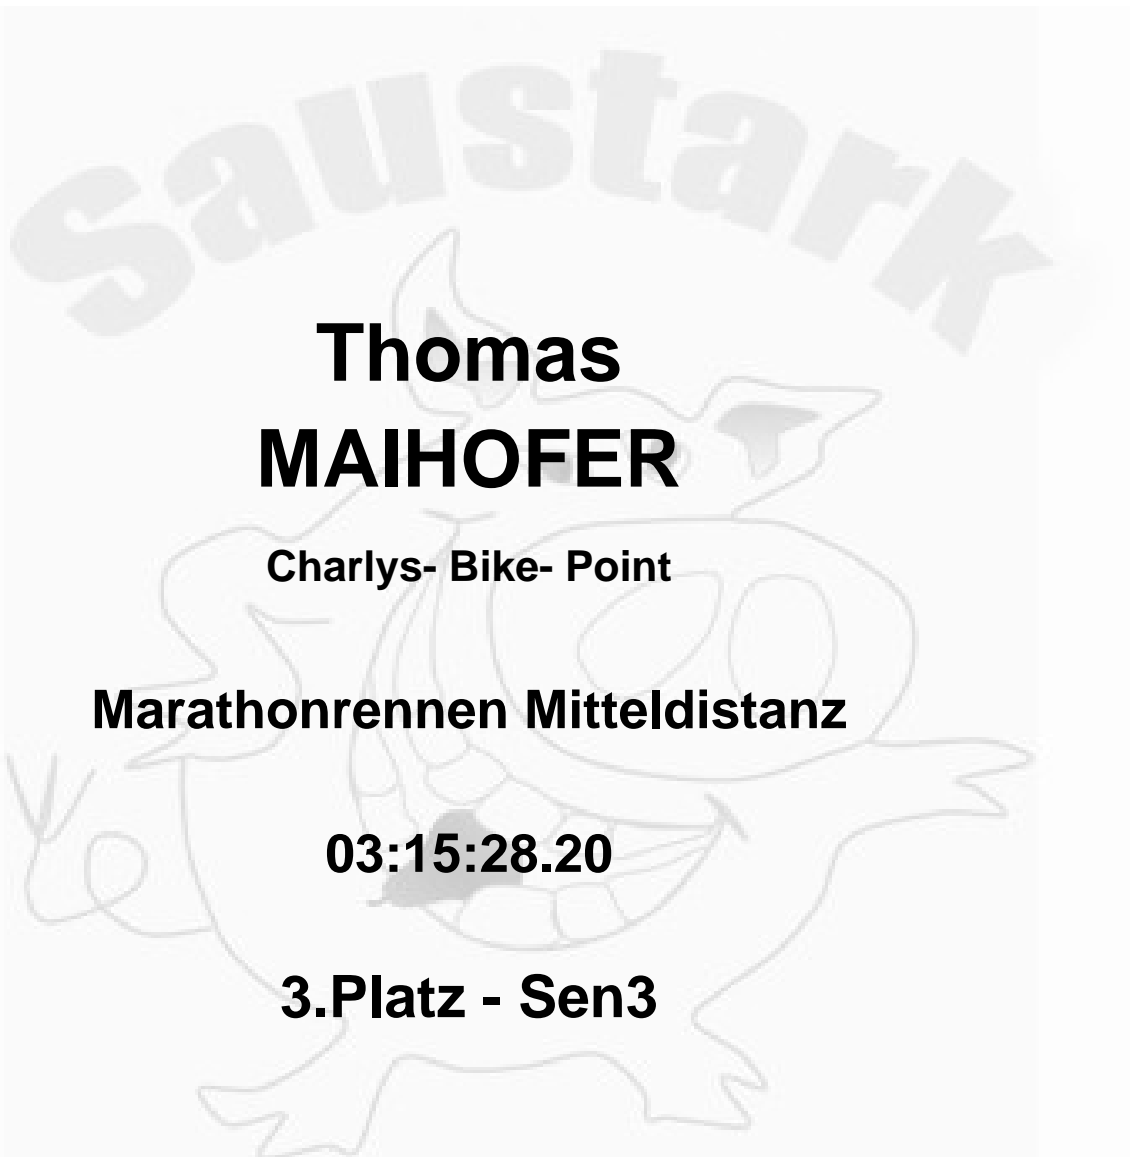 Saustark
Thomas
MAIHOFER
Charlys- Bike- Point
Marathonrennen Mitteldistanz
03:15:28.20
3.Platz - Sen3